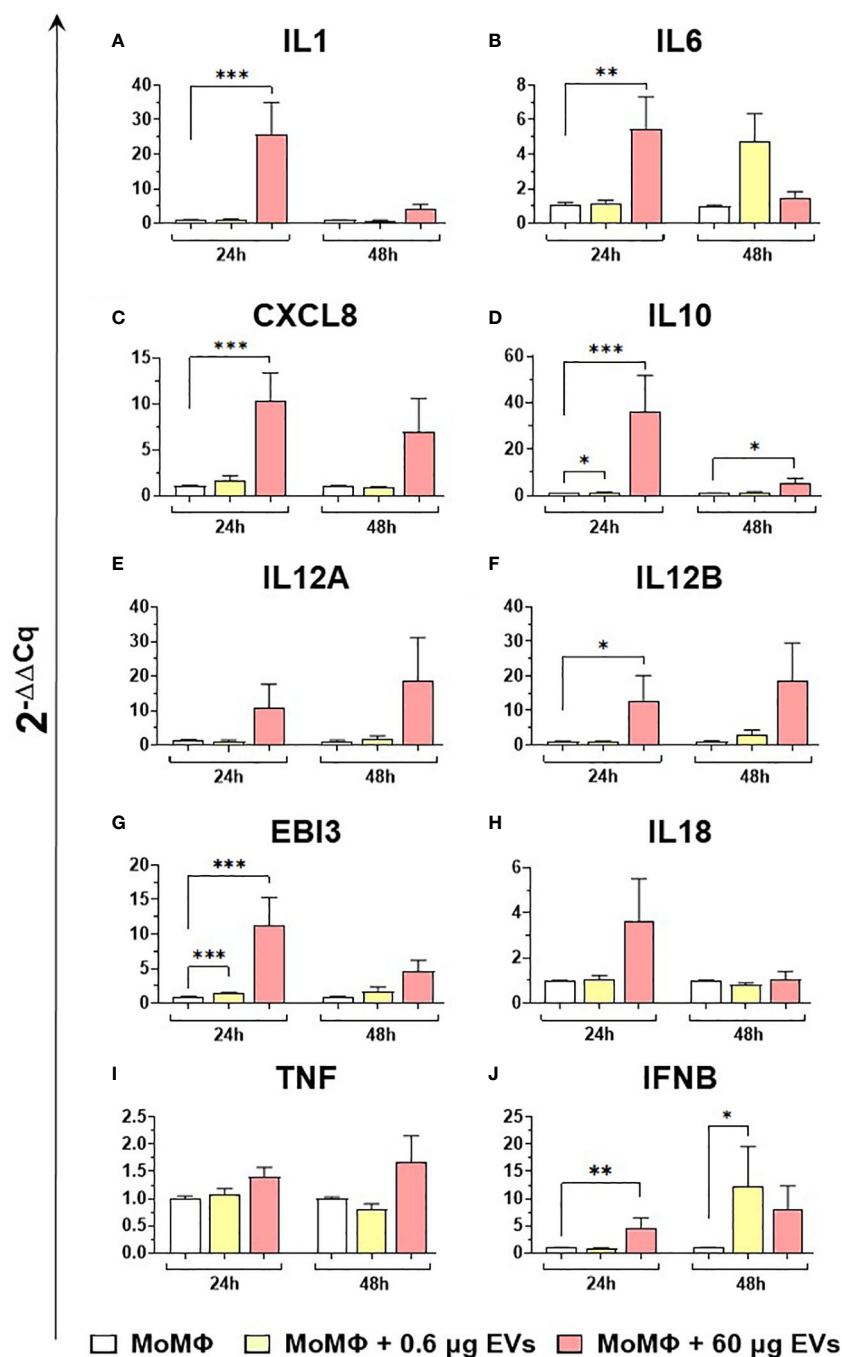 A IL1
40
30
20
10
0
***
24h 48h
B IL6
8
6
4
2
0
**
24h 48h
C CXCL8
15
10
5
0
***
24h 48h
D IL10
60
40
20
0
***
*
*
24h 48h
E IL12A
40
30
20
10
0
24h 48h
F IL12B
40
30
20
10
0
*
24h 48h
G EBI3
20
15
10
5
0
***
***
24h 48h
H IL18
6
4
2
0
24h 48h
I TNF
2.5
2.0
1.5
1.0
0.5
0.0
24h 48h
J IFNB
25
20
15
10
5
0
**
*
24h 48h
2-ΔΔCq
MoMΦ MoMΦ + 0.6 µg EVs MoMΦ + 60 µg EVs